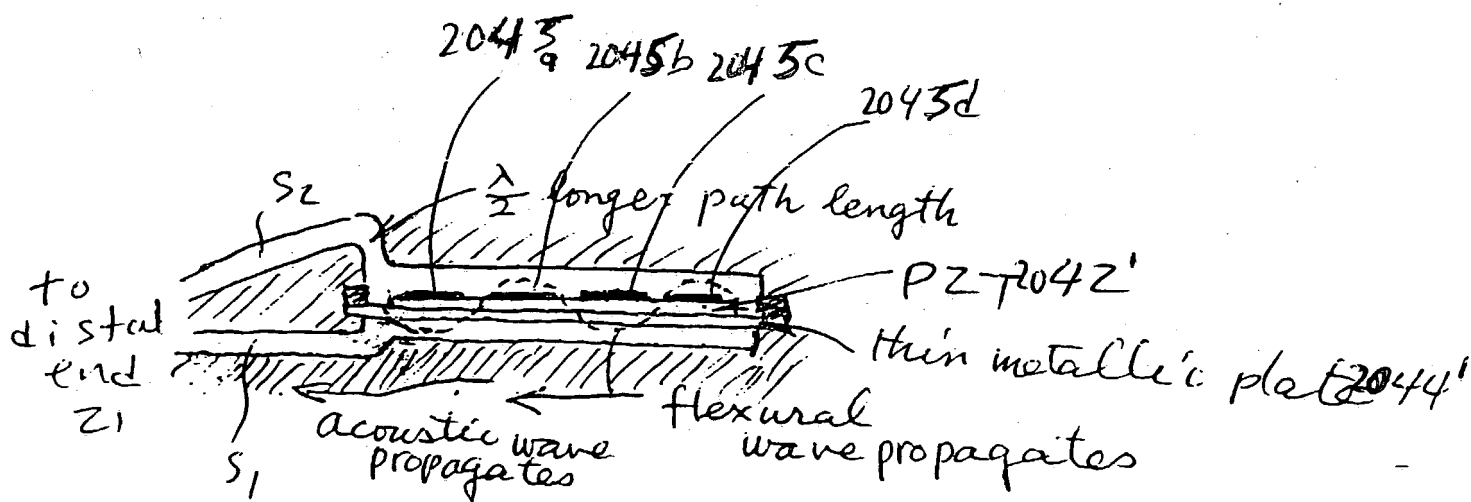 2045a 2045b 2045c
2045d
S2
λ/2 longer path length
PZT 2042'
to
distal
end
Z1
thin metallic plate 2044'
flexural
wave propagates
acoustic wave
propagates
S1